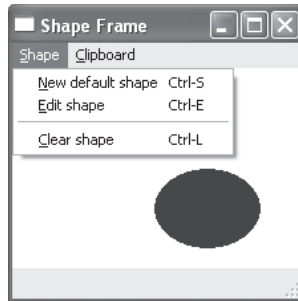 Shape Frame
Shape Clipboard
New default shape Ctrl-S
Edit shape Ctrl-E
Clear shape Ctrl-L